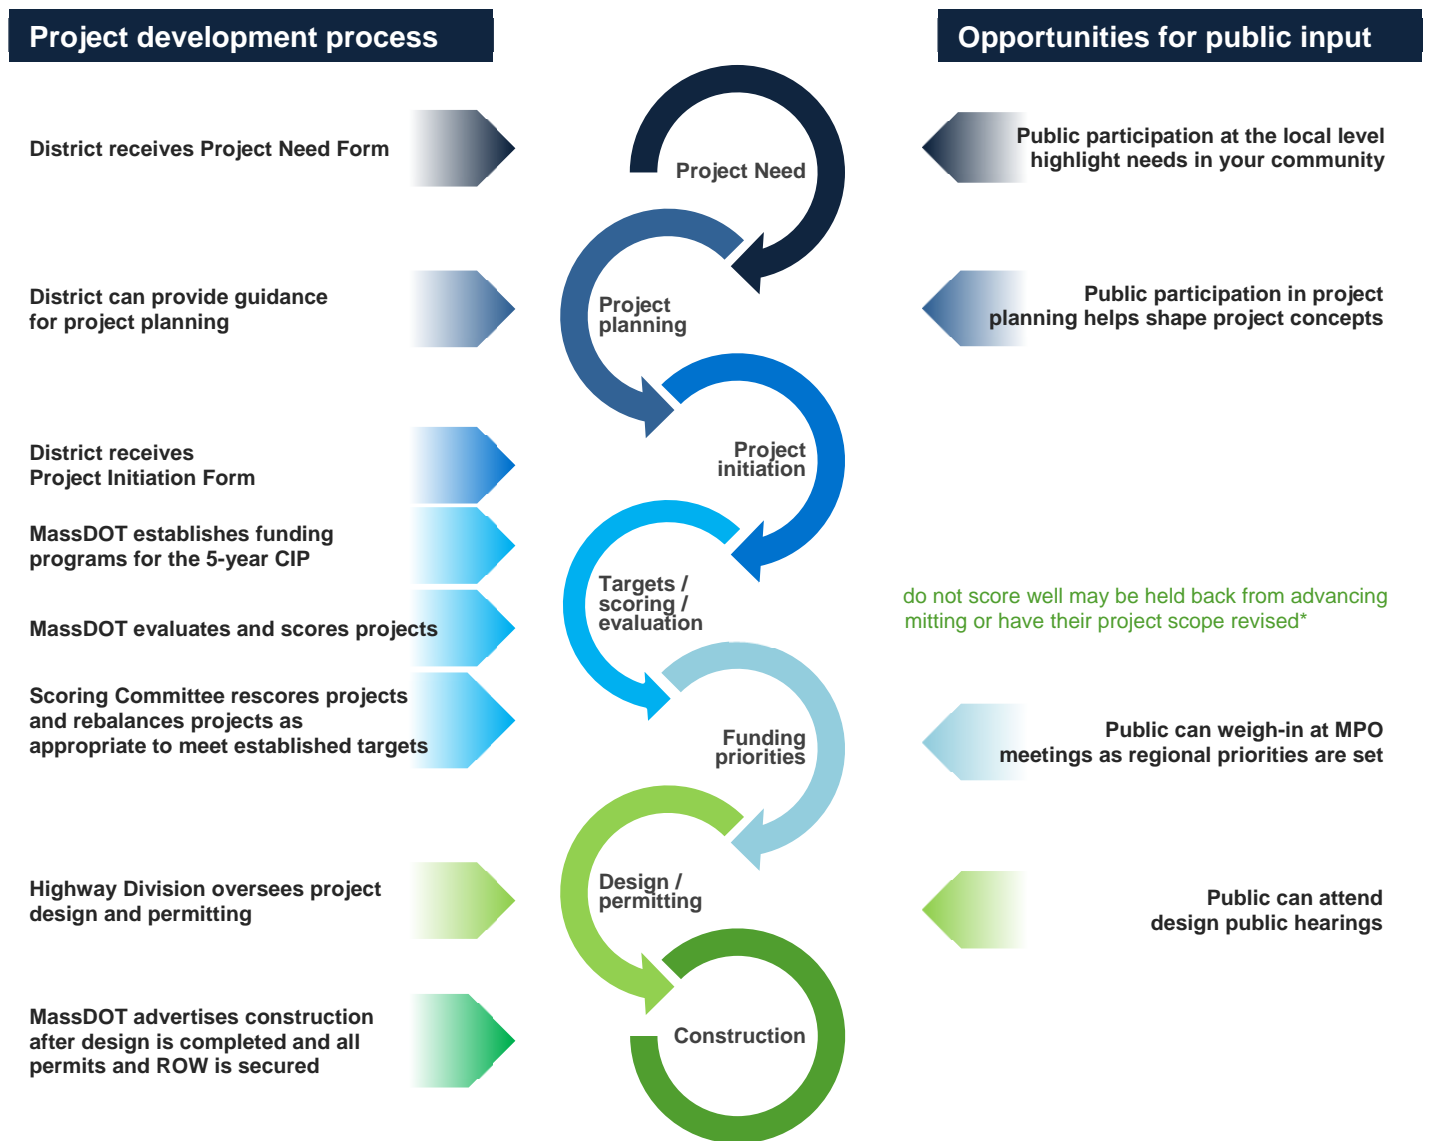 Project development process
Opportunities for public input
District receives Project Need Form
Project Need
Public participation at the local level
highlight needs in your community
District can provide guidance
for project planning
Project
planning
Public participation in project
planning helps shape project concepts
District receives
Project Initiation Form
Project
initiation
MassDOT establishes funding
programs for the 5-year CIP
MassDOT evaluates and scores projects
Targets /
scoring /
evaluation
do not score well may be held back from advancing
mitting or have their project scope revised*
Scoring Committee rescores projects
and rebalances projects as
appropriate to meet established targets
Funding
priorities
Public can weigh-in at MPO
meetings as regional priorities are set
Highway Division oversees project
design and permitting
Design /
permitting
Public can attend
design public hearings
MassDOT advertises construction
after design is completed and all
permits and ROW is secured
Construction